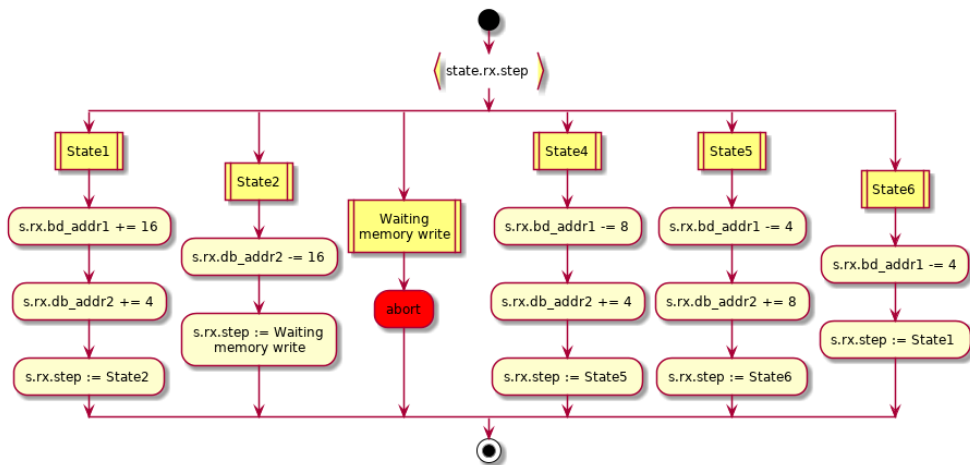 state.rx.step
State1
s.rx.bd_addr1 += 16
s.rx.db_addr2 += 4
s.rx.step := State2
State2
s.rx.db_addr2 -= 16
s.rx.step := Waiting
memory write
Waiting
memory write
abort
State4
s.rx.bd_addr1 -= 8
s.rx.db_addr2 += 4
s.rx.step := State5
State5
s.rx.bd_addr1 -= 4
s.rx.db_addr2 += 8
s.rx.step := State6
State6
s.rx.bd_addr1 -= 4
s.rx.step := State1